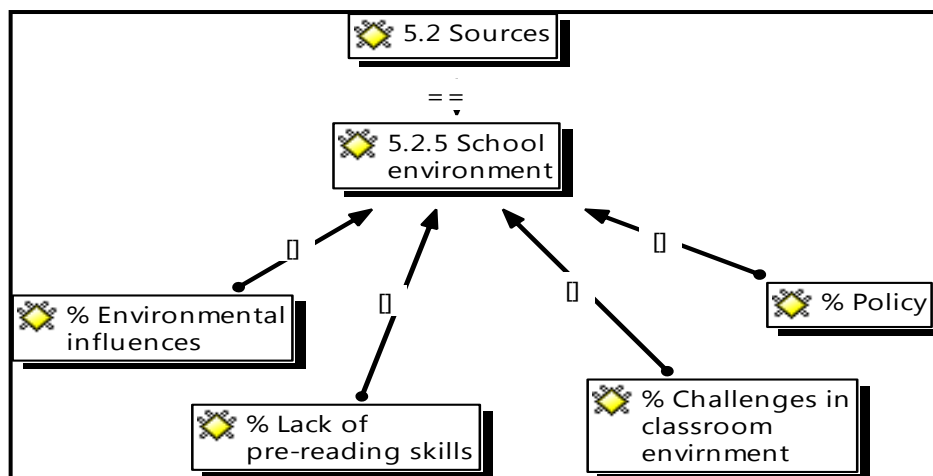 5.2 Sources
==
5.2.5 School
environment
[]
[]
[]
[]
% Environmental
influences
% Policy
% Lack of
pre-reading skills
% Challenges in
classroom
envirnment